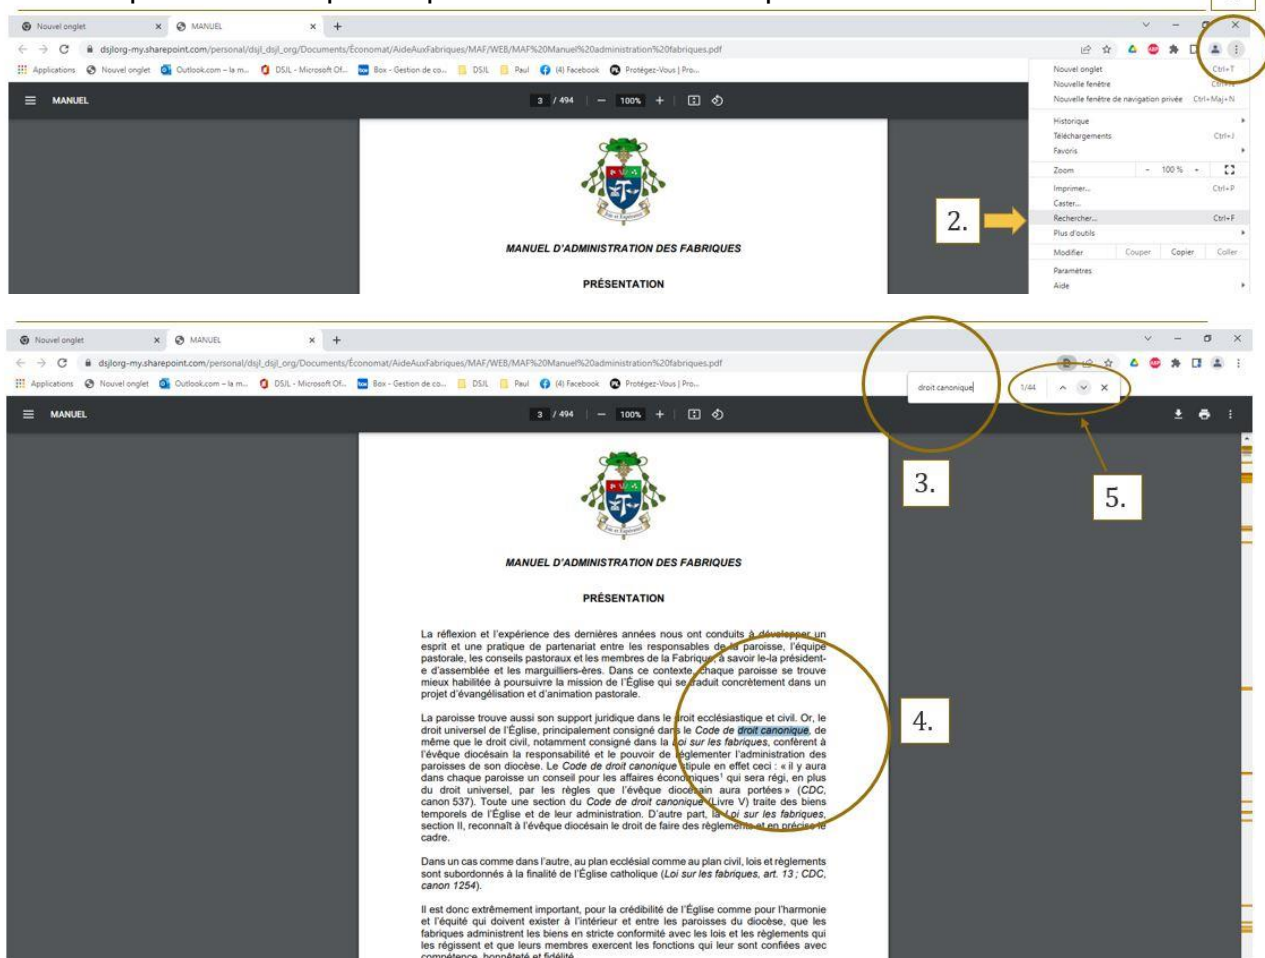 Nouvel onglet
MANUEL
dsjlorg-my.sharepoint.com/personal/dsjl_dsjl_org/Documents/Économat/AideAuxFabriques/MAF/WEB/MAF%20Manuel%20administration%20fabriques.pdf
Applications Nouvel onglet Outlook.com – la m... DSJL - Microsoft Of... Box - Gestion de co... DSJL Paul (4) Facebook Protégez-Vous | Pro...
MANUEL
3 / 494 | — 100% +
Nouvel onglet Ctrl+T
Nouvelle fenêtre Ctrl+N
Nouvelle fenêtre de navigation privée Ctrl+Maj+N
Historique
Téléchargements Ctrl+J
Favoris
Zoom - 100 % +
Imprimer... Ctrl+P
Caster...
Rechercher... Ctrl+F
Plus d'outils
Modifier Couper Copier Coller
Paramètres
Aide
2.
MANUEL D'ADMINISTRATION DES FABRIQUES
PRÉSENTATION
Nouvel onglet
MANUEL
dsjlorg-my.sharepoint.com/personal/dsjl_dsjl_org/Documents/Économat/AideAuxFabriques/MAF/WEB/MAF%20Manuel%20administration%20fabriques.pdf
Applications Nouvel onglet Outlook.com – la m... DSJL - Microsoft Of... Box - Gestion de co... DSJL Paul (4) Facebook Protégez-Vous | Pro...
droit canonique 1/44
MANUEL
3 / 494 | — 100% +
3.
5.
MANUEL D'ADMINISTRATION DES FABRIQUES
PRÉSENTATION
La réflexion et l'expérience des dernières années nous ont conduits à développer un
esprit et une pratique de partenariat entre les responsables de la paroisse, l'équipe
pastorale, les conseils pastoraux et les membres de la Fabrique, à savoir le-la président-
e d'assemblée et les marguilliers-ères. Dans ce contexte, chaque paroisse se trouve
mieux habilitée à poursuivre la mission de l'Église qui se traduit concrètement dans un
projet d'évangélisation et d'animation pastorale.
La paroisse trouve aussi son support juridique dans le droit ecclésiastique et civil. Or, le
droit universel de l'Église, principalement consigné dans le Code de droit canonique, de
même que le droit civil, notamment consigné dans la Loi sur les fabriques, confèrent à
l'évêque diocésain la responsabilité et le pouvoir de réglementer l'administration des
paroisses de son diocèse. Le Code de droit canonique stipule en effet ceci : « il y aura
dans chaque paroisse un conseil pour les affaires économiques¹ qui sera régi, en plus
du droit universel, par les règles que l'évêque diocésain aura portées » (CDC,
canon 537). Toute une section du Code de droit canonique (Livre V) traite des biens
temporels de l'Église et de leur administration. D'autre part, la Loi sur les fabriques,
section II, reconnaît à l'évêque diocésain le droit de faire des règlements et en précise le
cadre.
4.
Dans un cas comme dans l'autre, au plan ecclésial comme au plan civil, lois et règlements
sont subordonnés à la finalité de l'Église catholique (Loi sur les fabriques, art. 13 ; CDC,
canon 1254).
Il est donc extrêmement important, pour la crédibilité de l'Église comme pour l'harmonie
et l'équité qui doivent exister à l'intérieur et entre les paroisses du diocèse, que les
fabriques administrent les biens en stricte conformité avec les lois et les règlements qui
les régissent et que leurs membres exercent les fonctions qui leur sont confiées avec
compétence, honnêteté et fidélité.